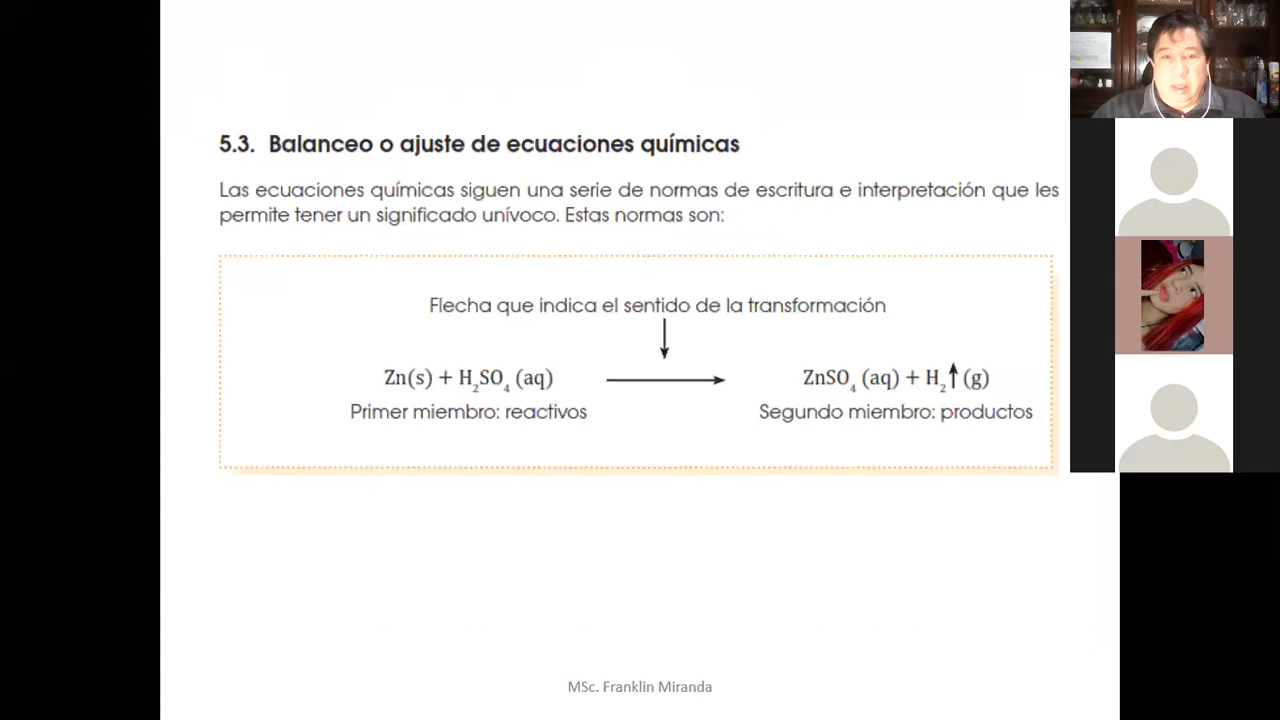 5.3. Balanceo o ajuste de ecuaciones químicas
Las ecuaciones químicas siguen una serie de normas de escritura e interpretación que les
permite tener un significado unívoco. Estas normas son:
Flecha que indica el sentido de la transformación
Zn(s) + H₂SO₄ (aq) ⟶ ZnSO₄ (aq) + H₂↑(g)
Primer miembro: reactivos Segundo miembro: productos
MSc. Franklin Miranda